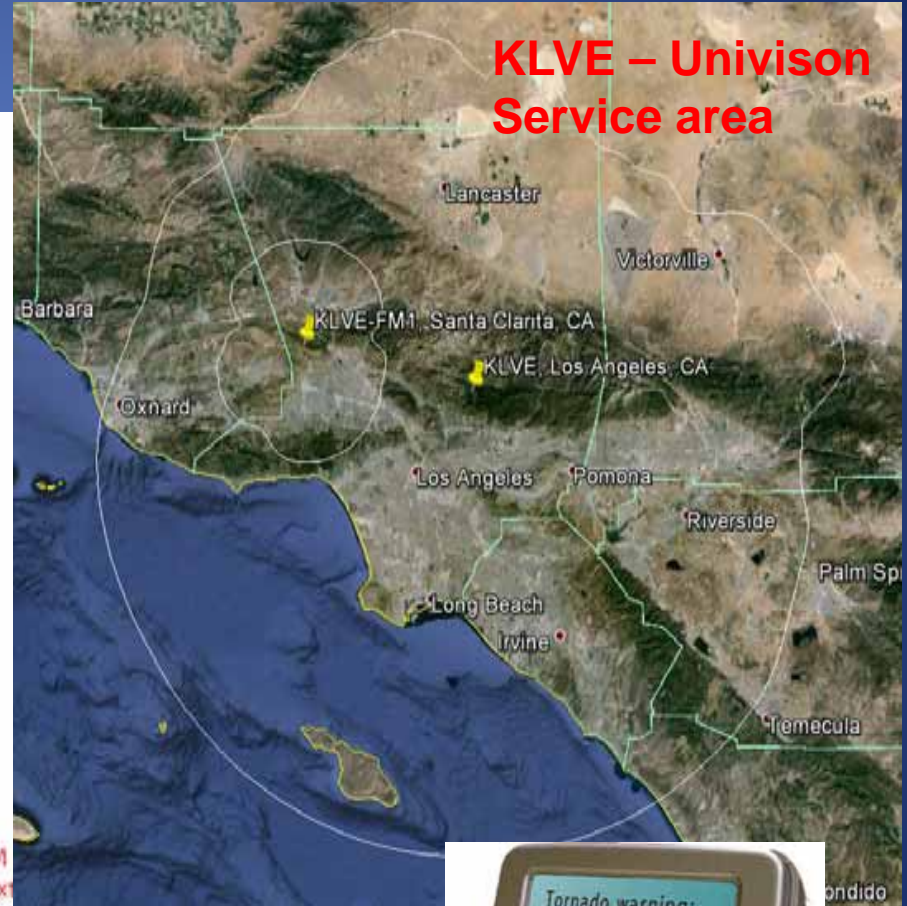 KLVE – Univison
Service area
Lancaster
Victorville
Barbara
KLVE-FM1, Santa Clarita, CA
KLVE, Los Angeles, CA
Oxnard
Los Angeles
Pomona
Riverside
Palm Spr
Long Beach
Irvine
Temecula
Tornado warning:
ondido